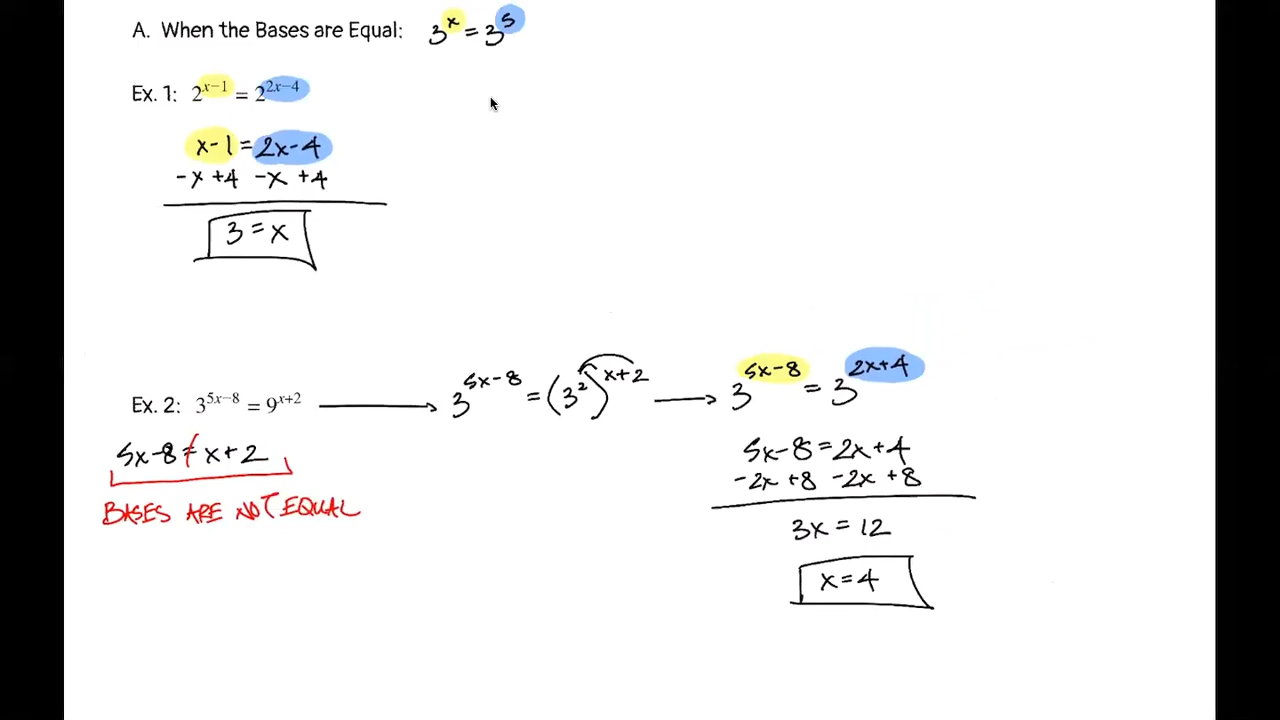 A. When the Bases are Equal: 3^x = 3^5
Ex. 1: 2^{x−1} = 2^{2x−4}
x-1 = 2x-4
-x +4 -x +4
3 = x
Ex. 2: 3^{5x−8} = 9^{x+2} → 3^{5x-8} = (3^2)^{x+2} → 3^{5x-8} = 3^{2x+4}
5x-8 = x+2
BASES ARE NOT EQUAL
5x-8 = 2x+4
-2x +8 -2x +8
3x = 12
x = 4